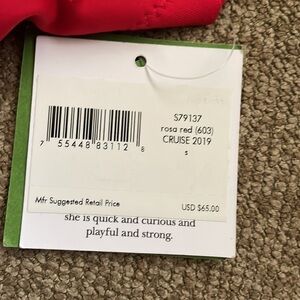 S79137
rosa red (603)
CRUISE 2019
s
7 55448 83112 8
Mfr Suggested Retail Price
USD $65.00
she is quick and curious and
playful and strong.